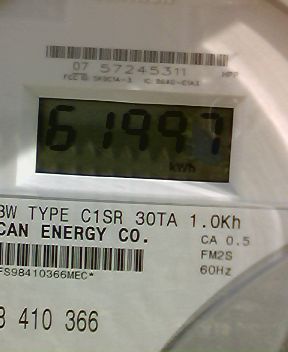 07 57245311
61997
kWh
3W TYPE C1SR 30TA 1.0Kh
CAN ENERGY CO.
CA 0.5
FM2S
60Hz
FS98410366MEC*
8 410 366